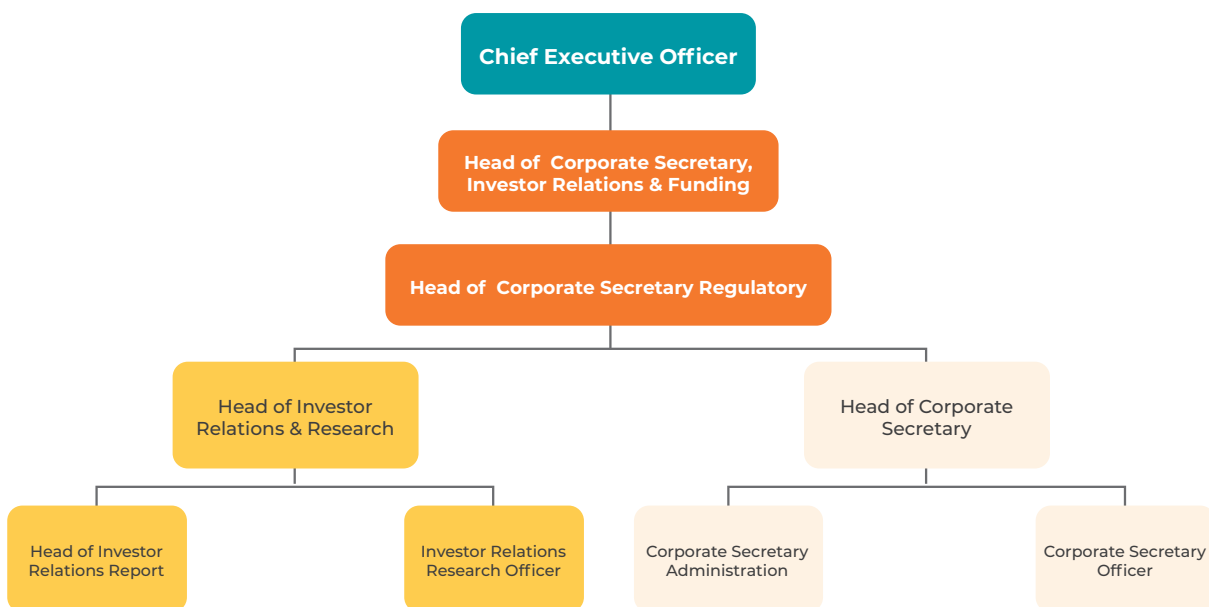 Chief Executive Officer
Head of Corporate Secretary,
Investor Relations & Funding
Head of Corporate Secretary Regulatory
Head of Investor
Relations & Research
Head of Corporate
Secretary
Head of Investor
Relations Report
Investor Relations
Research Officer
Corporate Secretary
Administration
Corporate Secretary
Officer